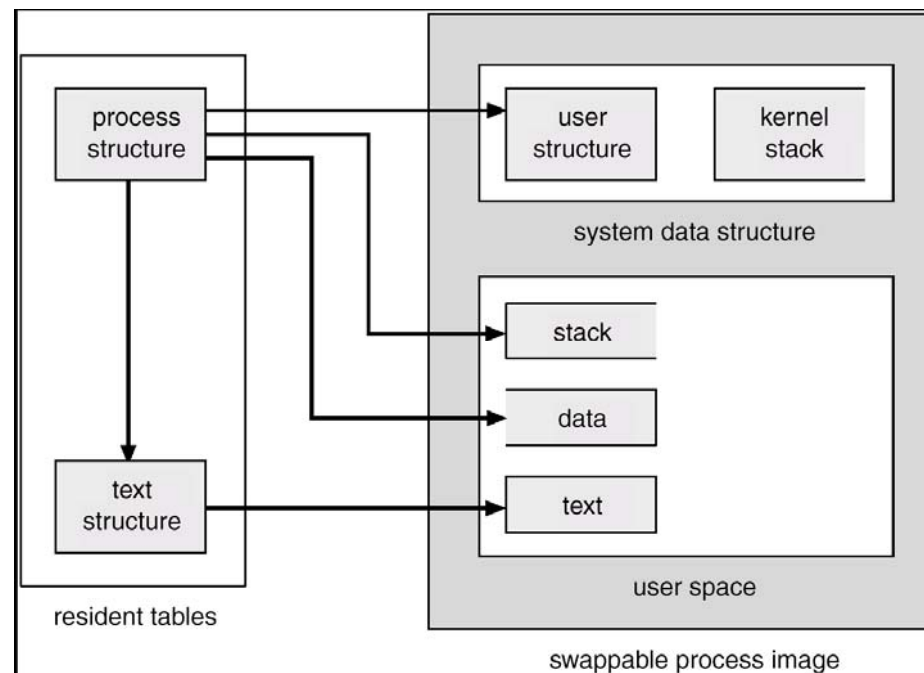 process
structure
user
structure
kernel
stack
system data structure
stack
data
text
structure
text
user space
resident tables
swappable process image